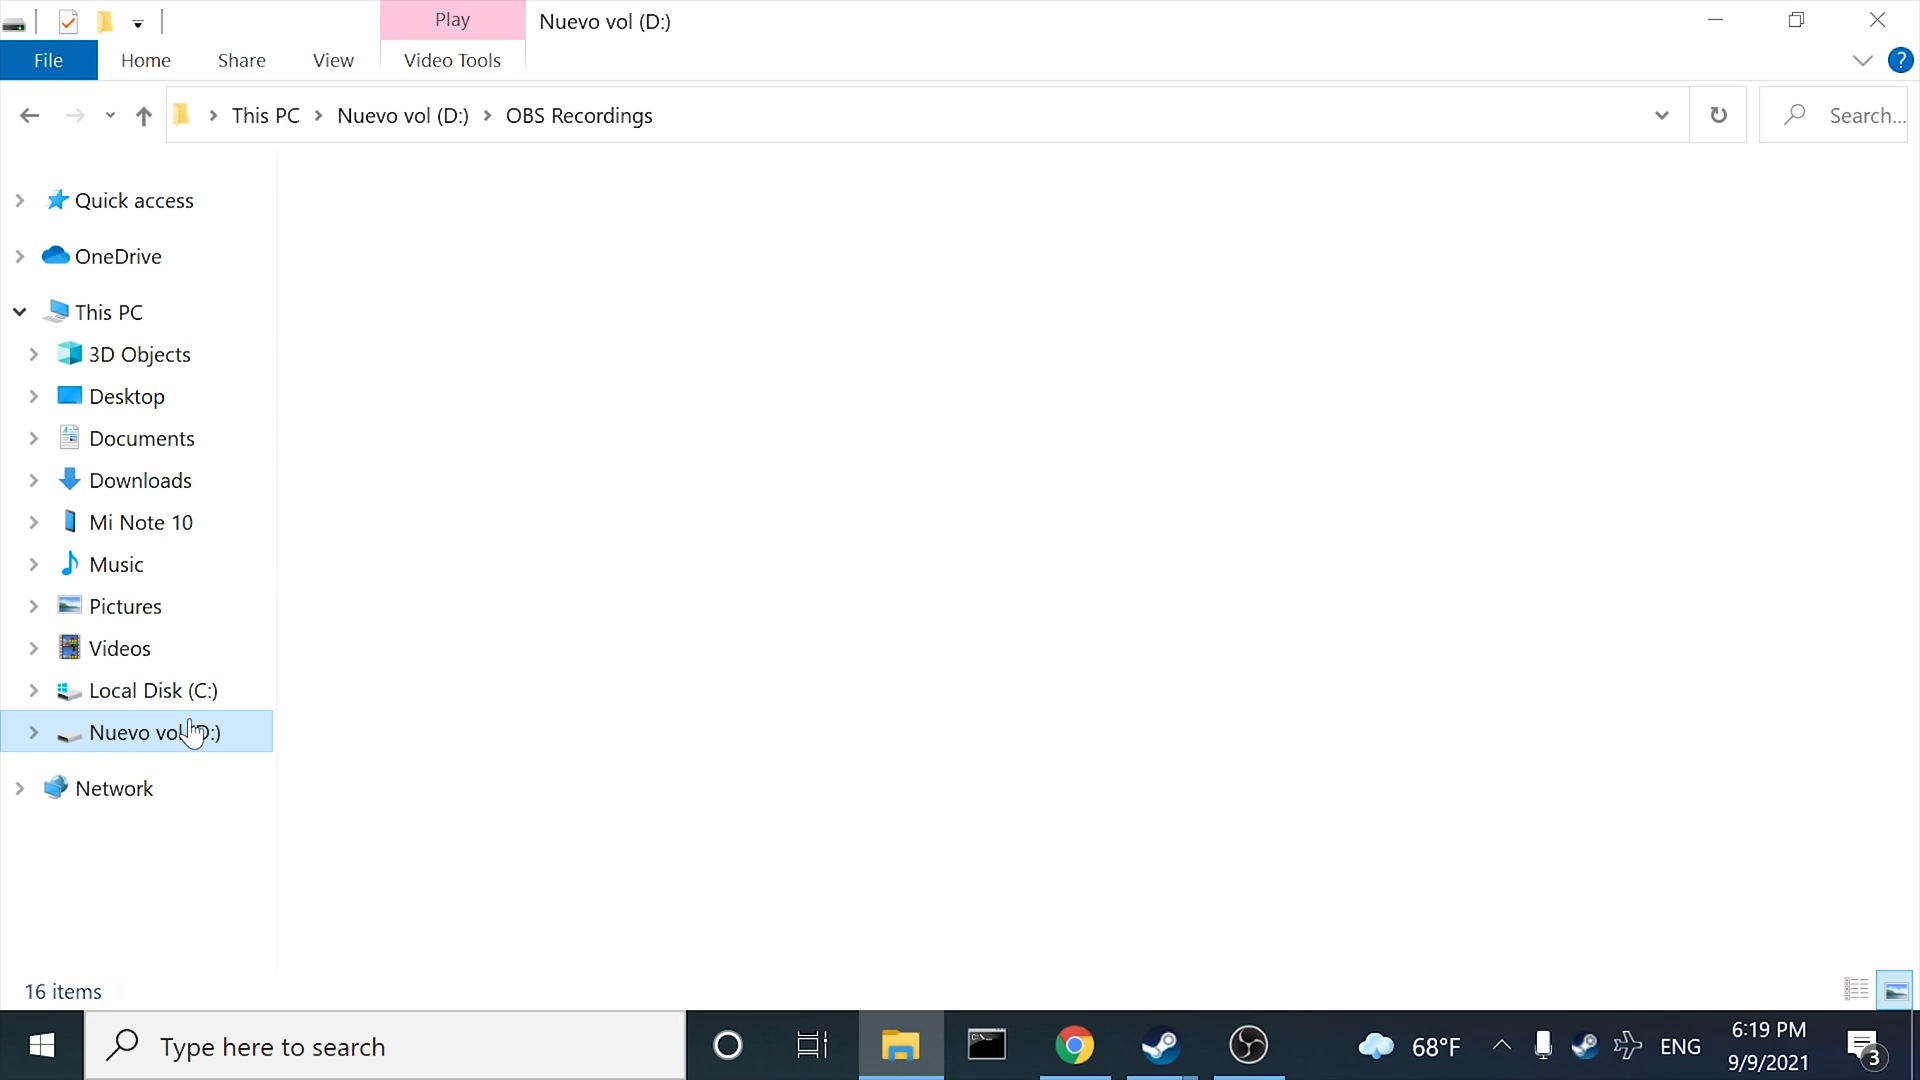 Play
Nuevo vol (D:)
File
Home
Share
View
Video Tools
?
This PC
Nuevo vol (D:)
OBS Recordings
Search...
Quick access
OneDrive
This PC
3D Objects
Desktop
Documents
Downloads
Mi Note 10
Music
Pictures
Videos
Local Disk (C:)
Nuevo vol D:)
Network
16 items
Type here to search
68°F
ENG
6:19 PM
9/9/2021
3